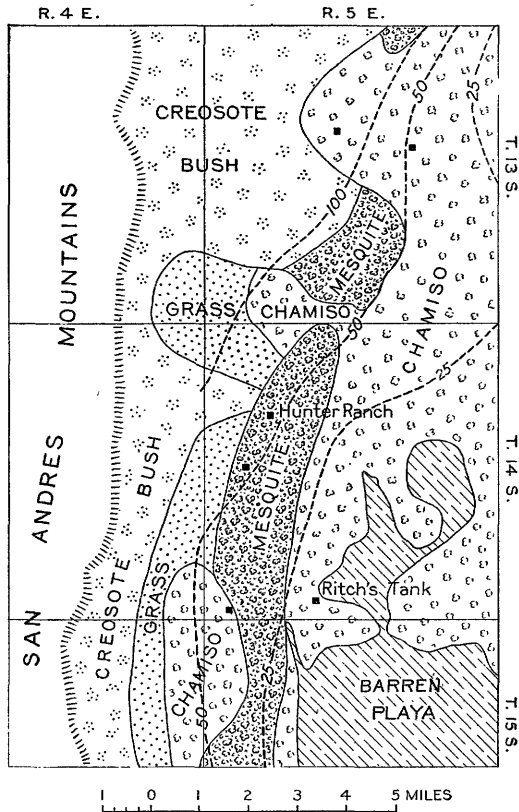 R. 4 E.
R. 5 E.
T. 13 S.
T. 14 S.
T. 15 S.
SAN ANDRES MOUNTAINS
CREOSOTE
BUSH
100
50
25
MESQUITE
CHAMISO
GRASS
CHAMISO
50
25
Hunter Ranch
MESQUITE
CREOSOTE BUSH
GRASS
CHAMISO
50
25
Ritch's Tank
BARREN
PLAYA
1 0 1 2 3 4 5 MILES